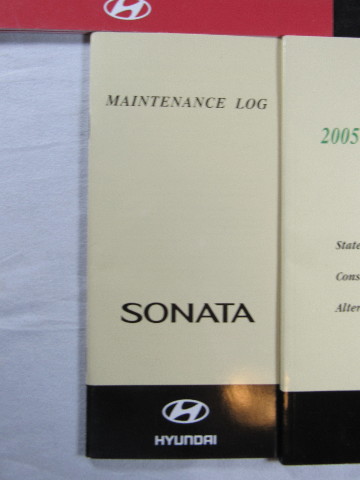 MAINTENANCE LOG
SONATA
HYUNDAI
2005
State
Cons
Alter